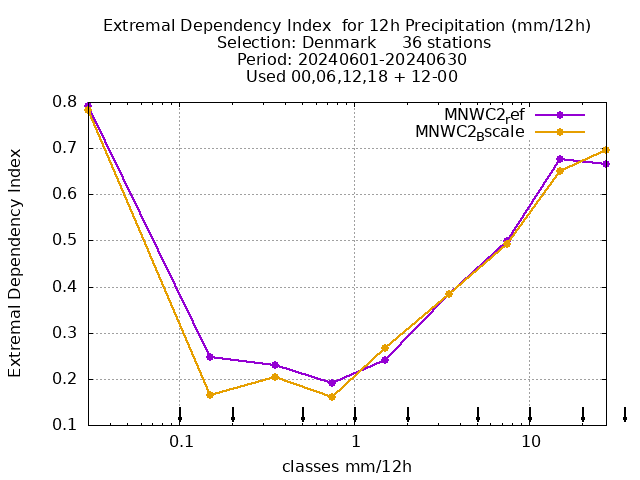 Extremal Dependency Index  for 12h Precipitation (mm/12h)
Selection: Denmark     36 stations
Period: 20240601-20240630
Used 00,06,12,18 + 12-00
MNWC2ref
MNWC2Bscale
Extremal Dependency Index
0.8
0.7
0.6
0.5
0.4
0.3
0.2
0.1
0.1 1 10
classes mm/12h